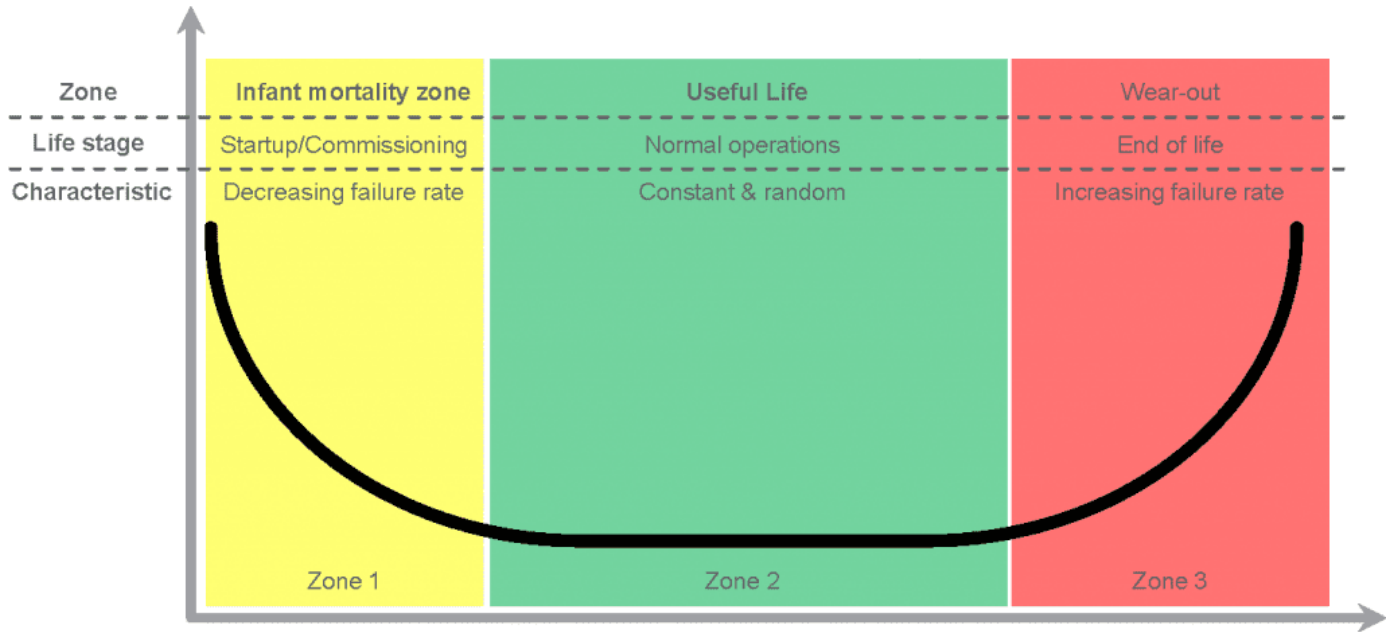 Zone Infant mortality zone Useful Life Wear-out
Life stage Startup/Commissioning Normal operations End of life
Characteristic Decreasing failure rate Constant & random Increasing failure rate
Zone 1 Zone 2 Zone 3